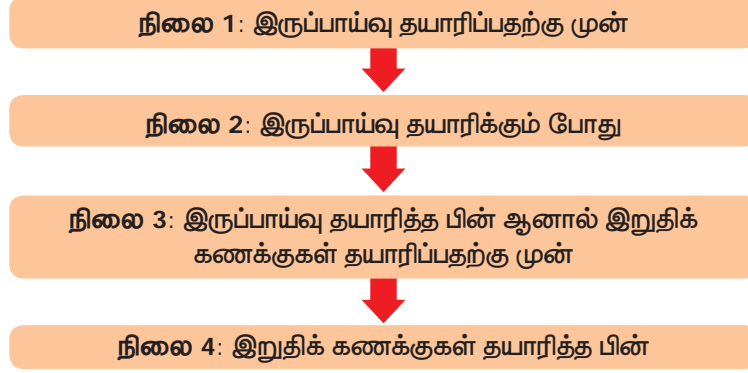 நிலை 1: இருப்பாய்வு தயாரிப்பதற்கு முன்
நிலை 2: இருப்பாய்வு தயாரிக்கும் போது
நிலை 3: இருப்பாய்வு தயாரித்த பின் ஆனால் இறுதிக்
கணக்குகள் தயாரிப்பதற்கு முன்
நிலை 4: இறுதிக் கணக்குகள் தயாரித்த பின்